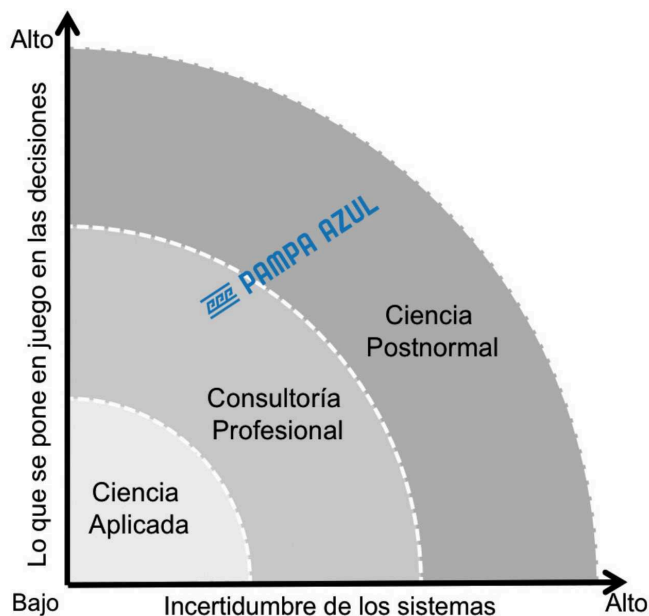 Alto
Lo que se pone en juego en las decisiones
PAMPA AZUL
Ciencia
Postnormal
Consultoría
Profesional
Ciencia
Aplicada
Bajo
Incertidumbre de los sistemas
Alto